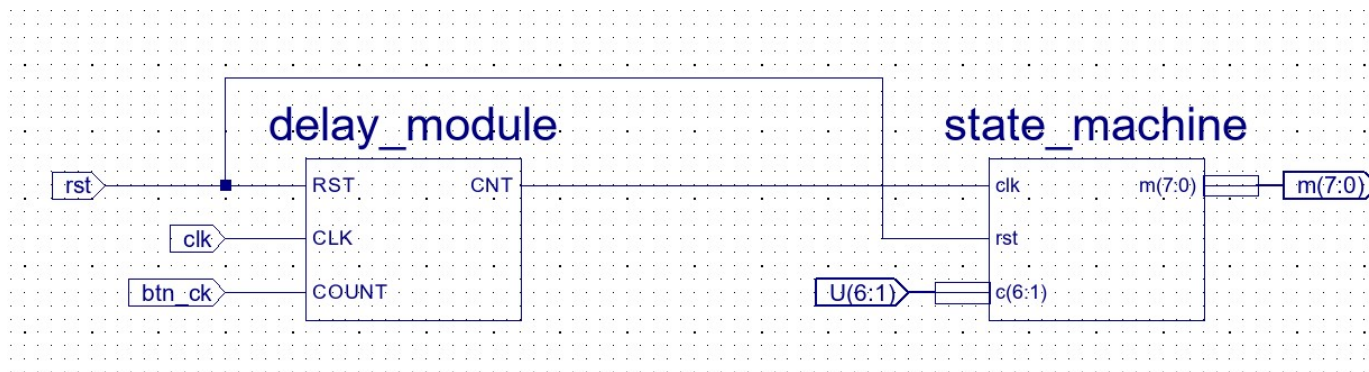 delay_module
state_machine
rst
RST
CNT
clk
m(7:0)
m(7:0)
clk
CLK
rst
btn_ck
COUNT
U(6:1)
c(6:1)